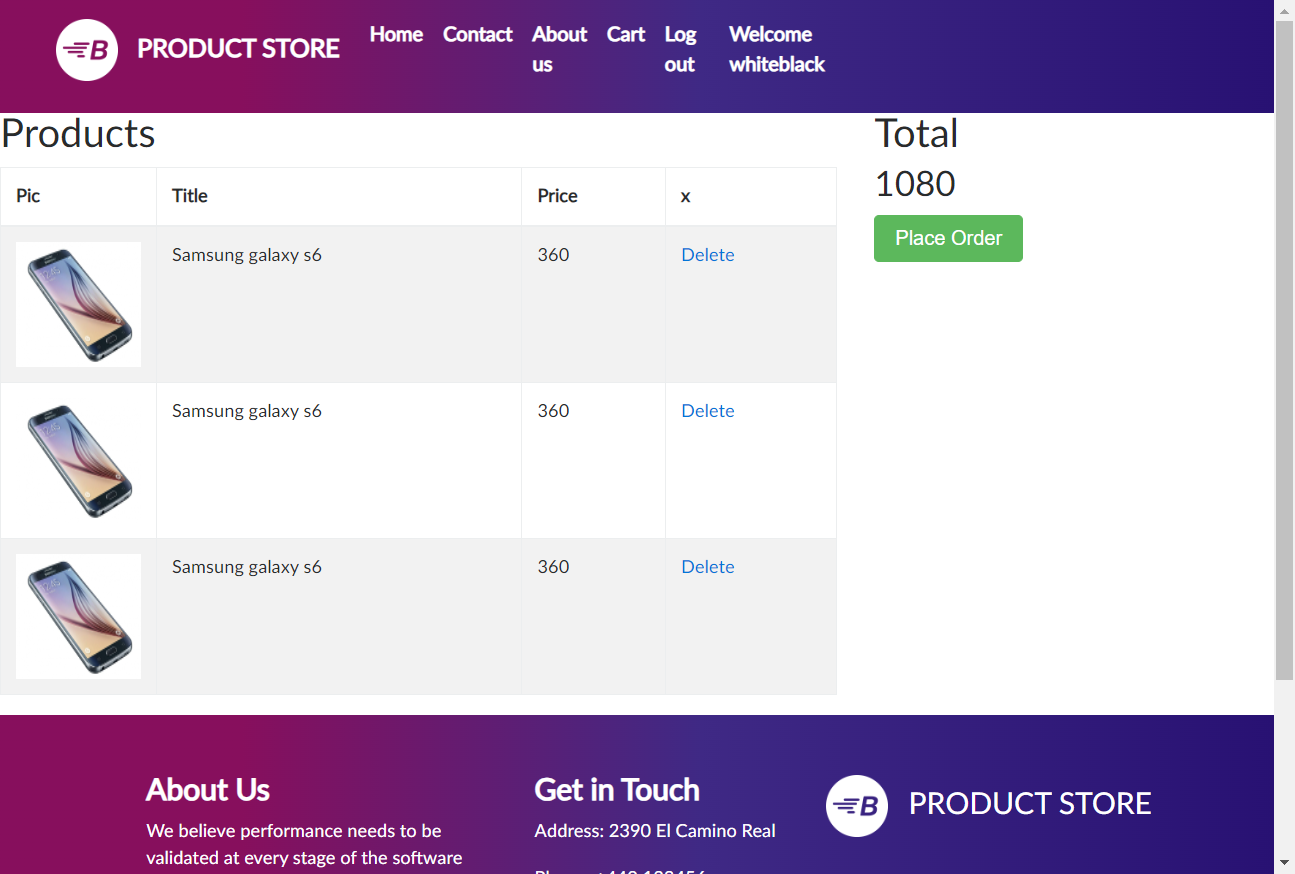 B PRODUCT STORE
Home Contact About us Cart Log out Welcome whiteblack
Products
Total
1080
Place Order
Pic Title Price x
Samsung galaxy s6 360 Delete
Samsung galaxy s6 360 Delete
Samsung galaxy s6 360 Delete
About Us
We believe performance needs to be
validated at every stage of the software
Get in Touch
Address: 2390 El Camino Real
B PRODUCT STORE